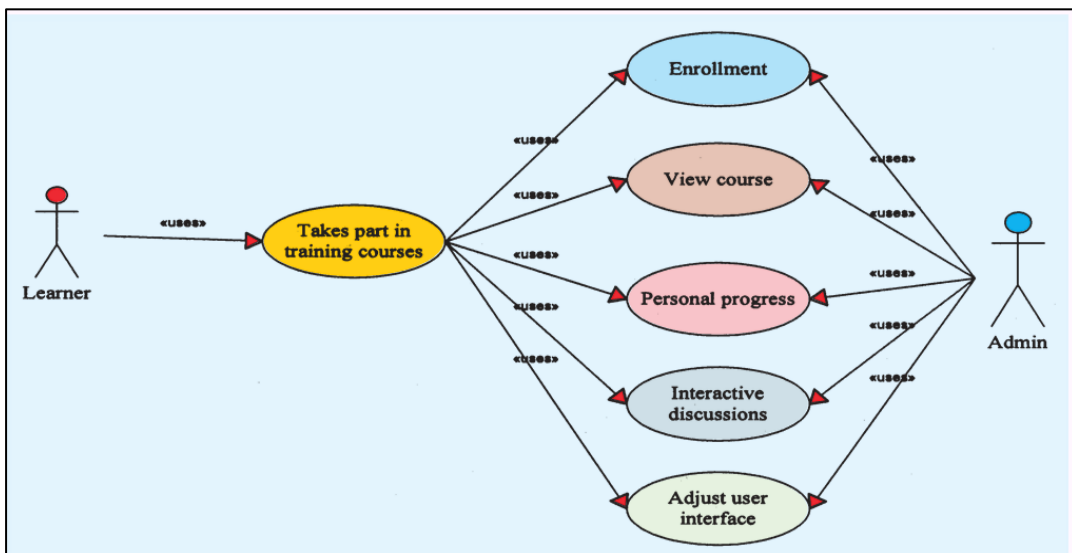 Enrollment
«uses»
«uses»
View course
«uses»
«uses»
«uses»
Takes part in
training courses
«uses»
Personal progress
«uses»
Learner
«uses»
«uses»
Admin
«uses»
«uses»
Interactive
discussions
Adjust user
interface